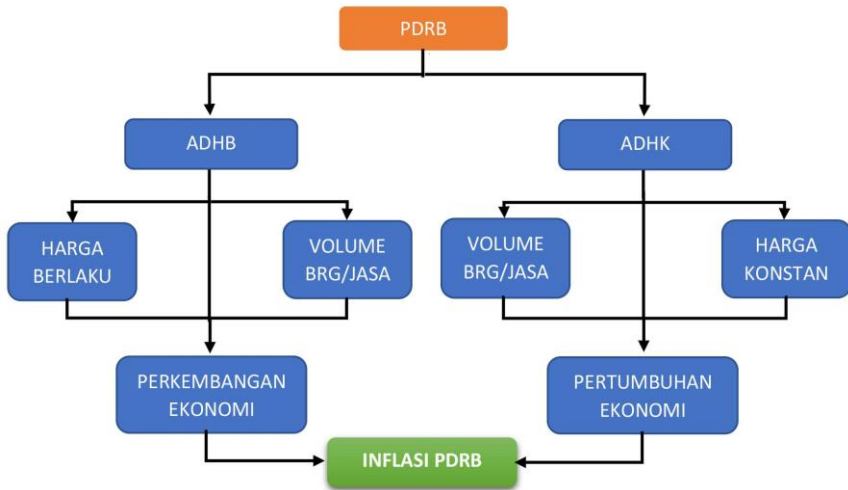 PDRB
ADHB
ADHK
HARGA
BERLAKU
VOLUME
BRG/JASA
VOLUME
BRG/JASA
HARGA
KONSTAN
PERKEMBANGAN
EKONOMI
PERTUMBUHAN
EKONOMI
INFLASI PDRB